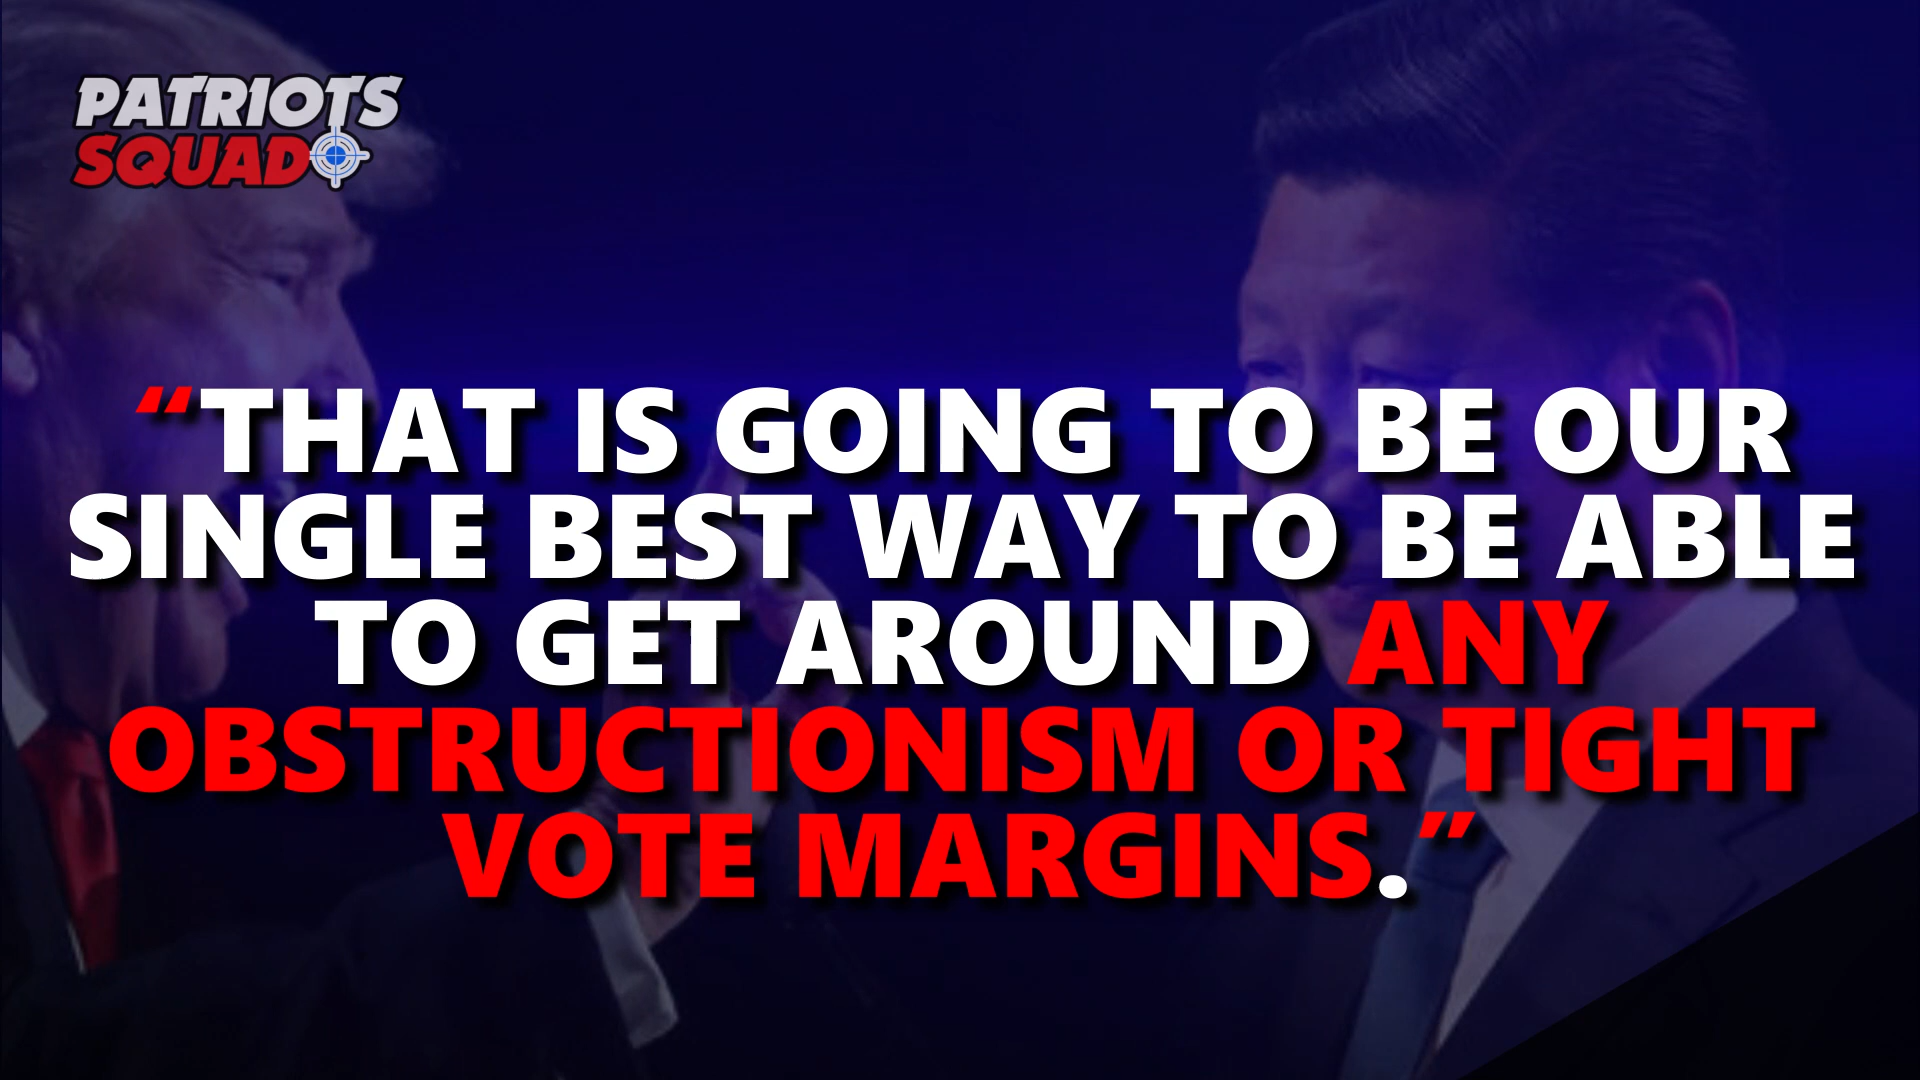 PATRIOTS
SQUAD
“THAT IS GOING TO BE OUR
SINGLE BEST WAY TO BE ABLE
TO GET AROUND ANY
OBSTRUCTIONISM OR TIGHT
VOTE MARGINS.”